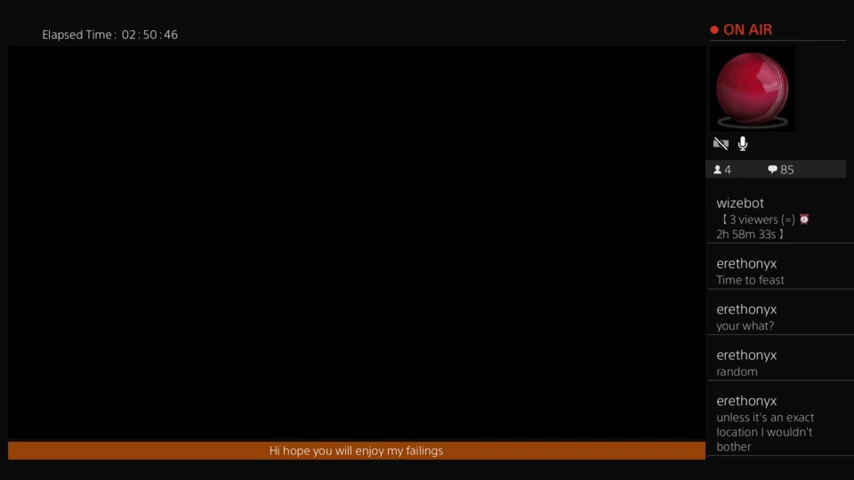 Elapsed Time: 02:50:46
ON AIR
4 85
wizebot
【 3 viewers (=) ⏰
2h 58m 33s 】
erethonyx
Time to feast
erethonyx
your what?
erethonyx
random
erethonyx
unless it's an exact
location I wouldn't
bother
Hi hope you will enjoy my failings